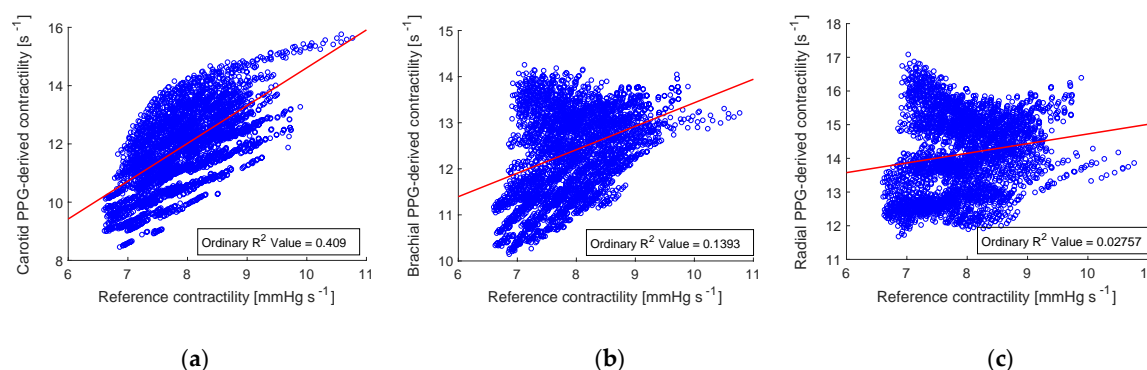 Carotid PPG-derived contractility [s⁻¹]
16
14
12
10
8
6 7 8 9 10 11
Ordinary R² Value = 0.409
Reference contractility [mmHg s⁻¹]
(a)
Brachial PPG-derived contractility [s⁻¹]
15
14
13
12
11
10
6 7 8 9 10 11
Ordinary R² Value = 0.1393
Reference contractility [mmHg s⁻¹]
(b)
Radial PPG-derived contractility [s⁻¹]
18
17
16
15
14
13
12
11
6 7 8 9 10 11
Ordinary R² Value = 0.02757
Reference contractility [mmHg s⁻¹]
(c)